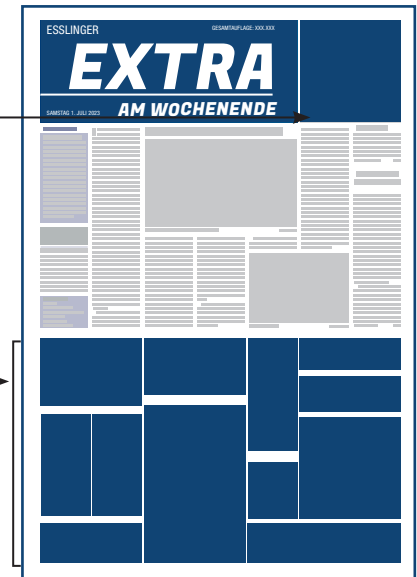 ESSLINGER
GESAMTAUFLAGE: XXX.XXX
EXTRA
SAMSTAG 1. JULI 2023
AM WOCHENENDE